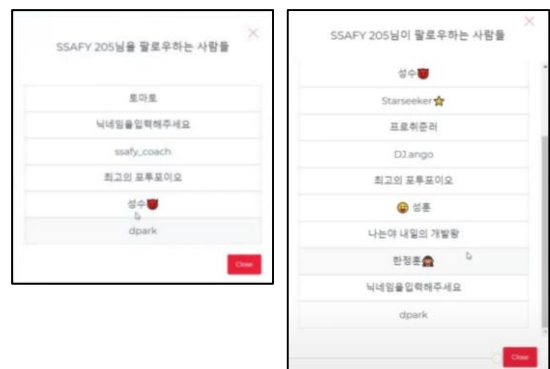 SSAFY 205님을 팔로우하는 사람들
토마토
닉네임을입력해주세요
ssafy_coach
최고의 포투포이오
성수👹
dpark
Close
SSAFY 205님이 팔로우하는 사람들
성수👹
Starseeker⭐
프로취준러
DJ.ango
최고의 포투포이오
😀 성훈
나는야 내일의 개발왕
한정훈🙈
닉네임을입력해주세요
dpark
Close